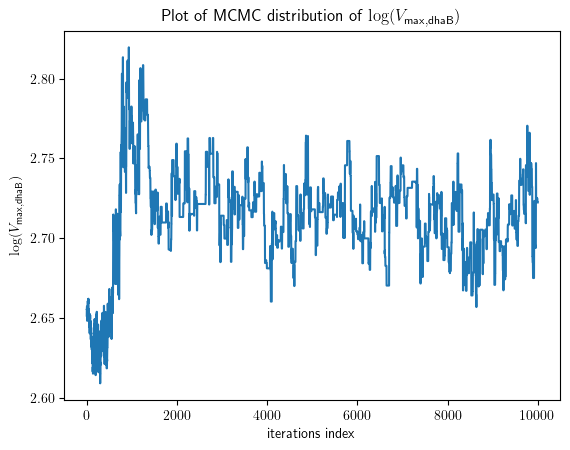 Plot of MCMC distribution of log(V_max,dhaB)
log(V_max,dhaB)
2.80
2.75
2.70
2.65
2.60
0 2000 4000 6000 8000 10000
iterations index